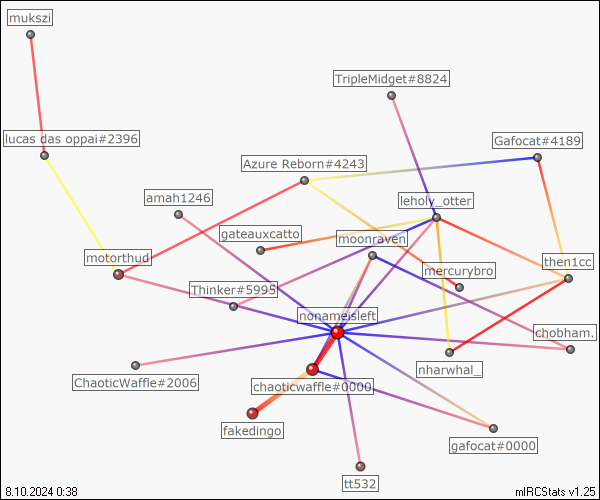 mukszi
TripleMidget#8824
lucas das oppai#2396
Gafocat#4189
Azure Reborn#4243
amah1246
leholy_otter
gateauxcatto
moonraven
motorthud
mercurybro
then1cc
Thinker#5995
nonameisleft
chobham.
nharwhal_
ChaoticWaffle#2006
chaoticwaffle#0000
fakedingo
gafocat#0000
tt532
8.10.2024 0:38
mIRCStats v1.25